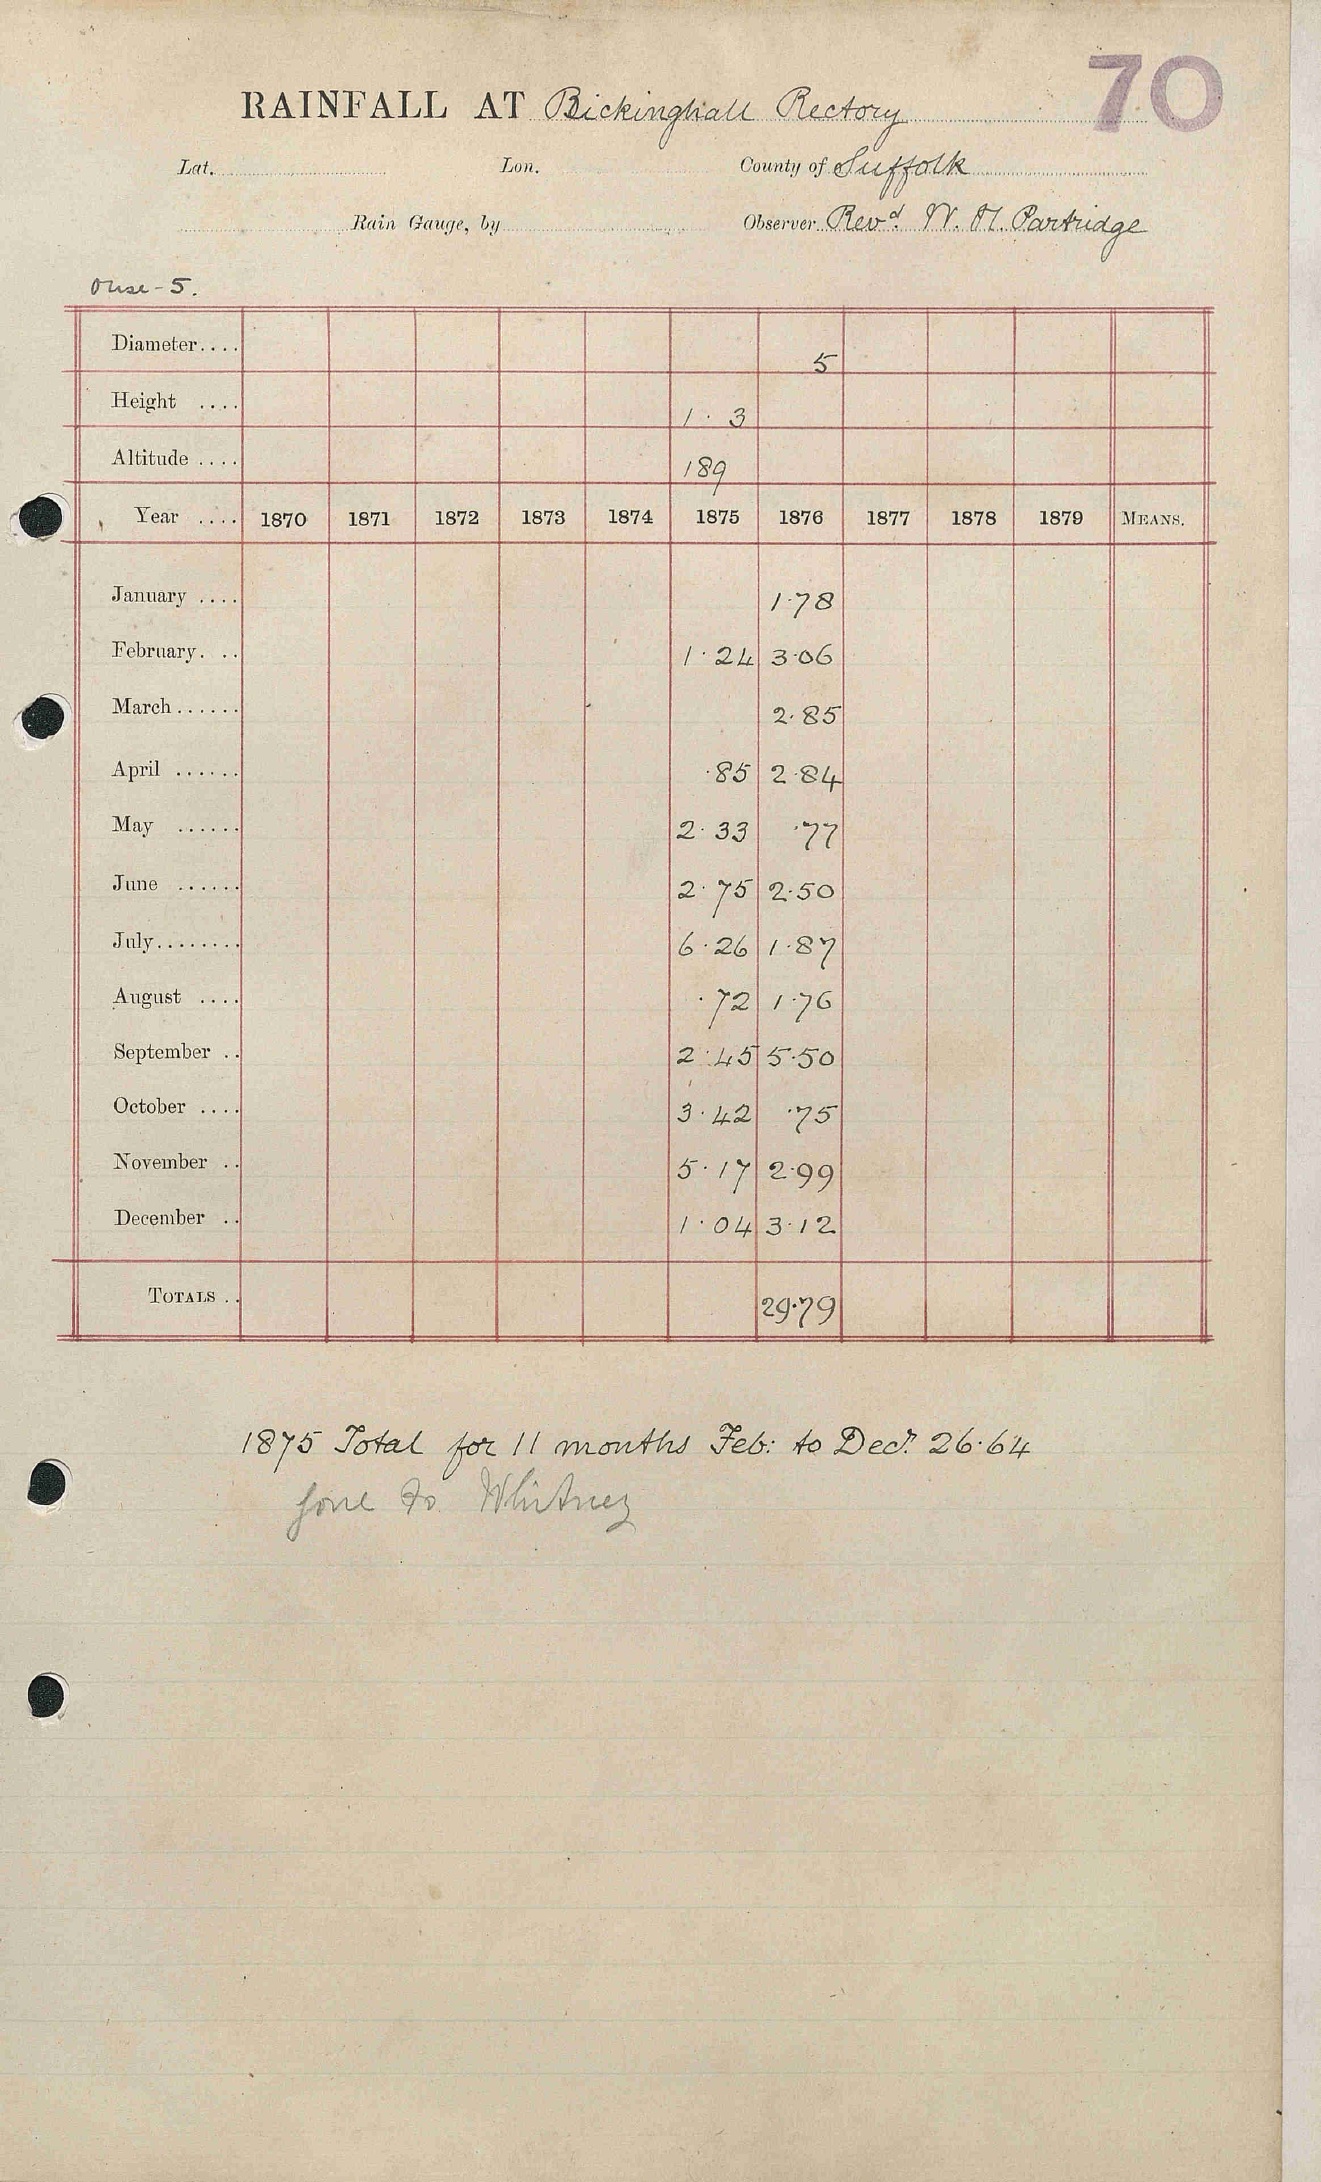 70
RAINFALL AT Bickinghall Rectory
Lat. Lon. County of Suffolk
Rain Gauge, by Observer Revd. W. H. Partridge
Ouse - 5.
Diameter.... 5
Height .... 1 · 3
Altitude .... 189
Year .... 1870 1871 1872 1873 1874 1875 1876 1877 1878 1879 MEANS.
January .... 1·78
February. .. 1·24 3·06
March...... 2·85
April ...... ·85 2·84
May ...... 2·33 ·77
June ...... 2·75 2·50
July........ 6·26 1·87
August .... ·72 1·76
September .. 2·45 5·50
October .... 3·42 ·75
November .. 5·17 2·99
December .. 1·04 3·12
TOTALS .. 29·79
1875 Total for 11 months Feb: to Decr. 26·64
gone to Whitney